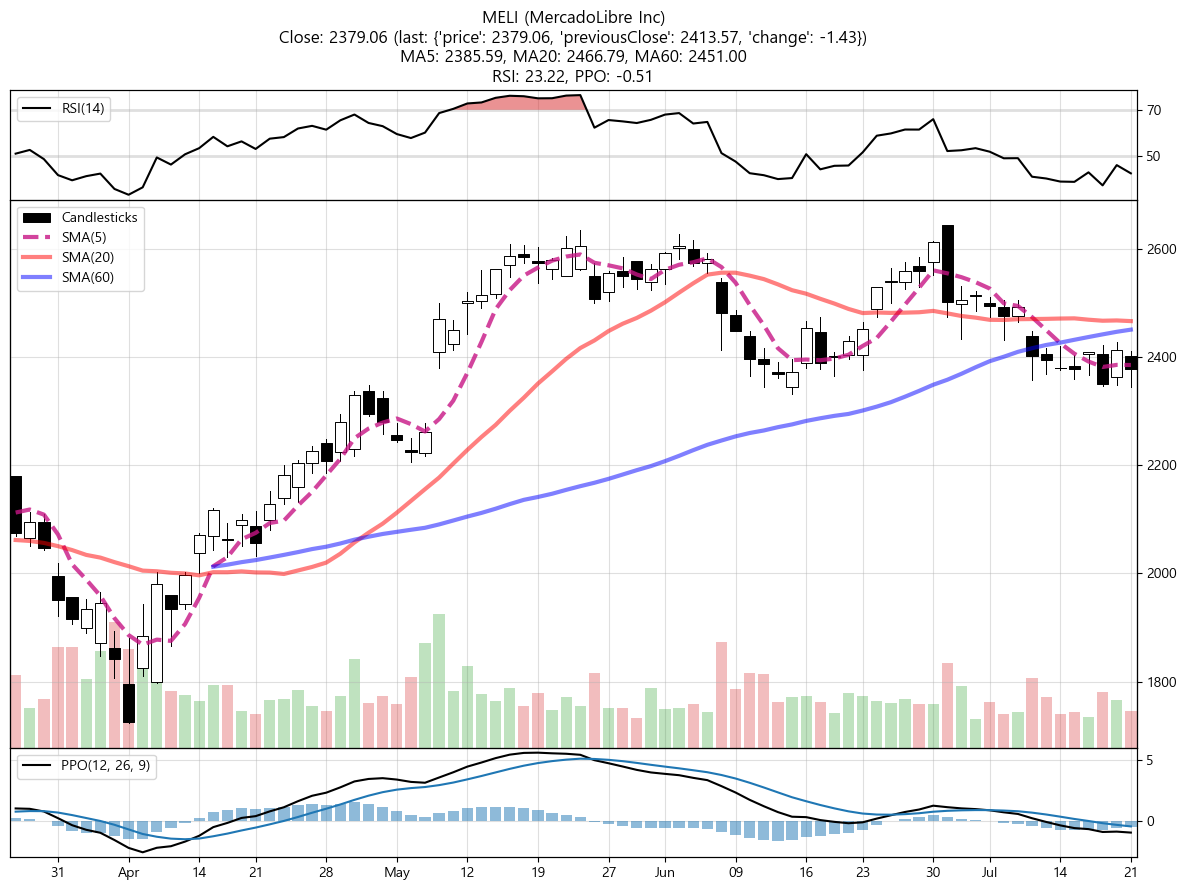 MELI (MercadoLibre Inc)
Close: 2379.06 (last: {'price': 2379.06, 'previousClose': 2413.57, 'change': -1.43})
MA5: 2385.59, MA20: 2466.79, MA60: 2451.00
RSI: 23.22, PPO: -0.51
RSI(14)
70
50
Candlesticks
SMA(5)
SMA(20)
SMA(60)
2600
2400
2200
2000
1800
PPO(12, 26, 9)
5
0
31 Apr 14 21 28 May 12 19 27 Jun 09 16 23 30 Jul 14 21